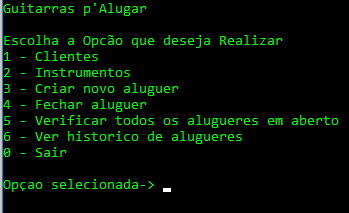 Guitarras p'Alugar
Escolha a Opcão que deseja Realizar
1 - Clientes
2 - Instrumentos
3 - Criar novo aluguer
4 - Fechar aluguer
5 - Verificar todos os alugueres em aberto
6 - Ver historico de alugueres
0 - Sair
Opçao selecionada->